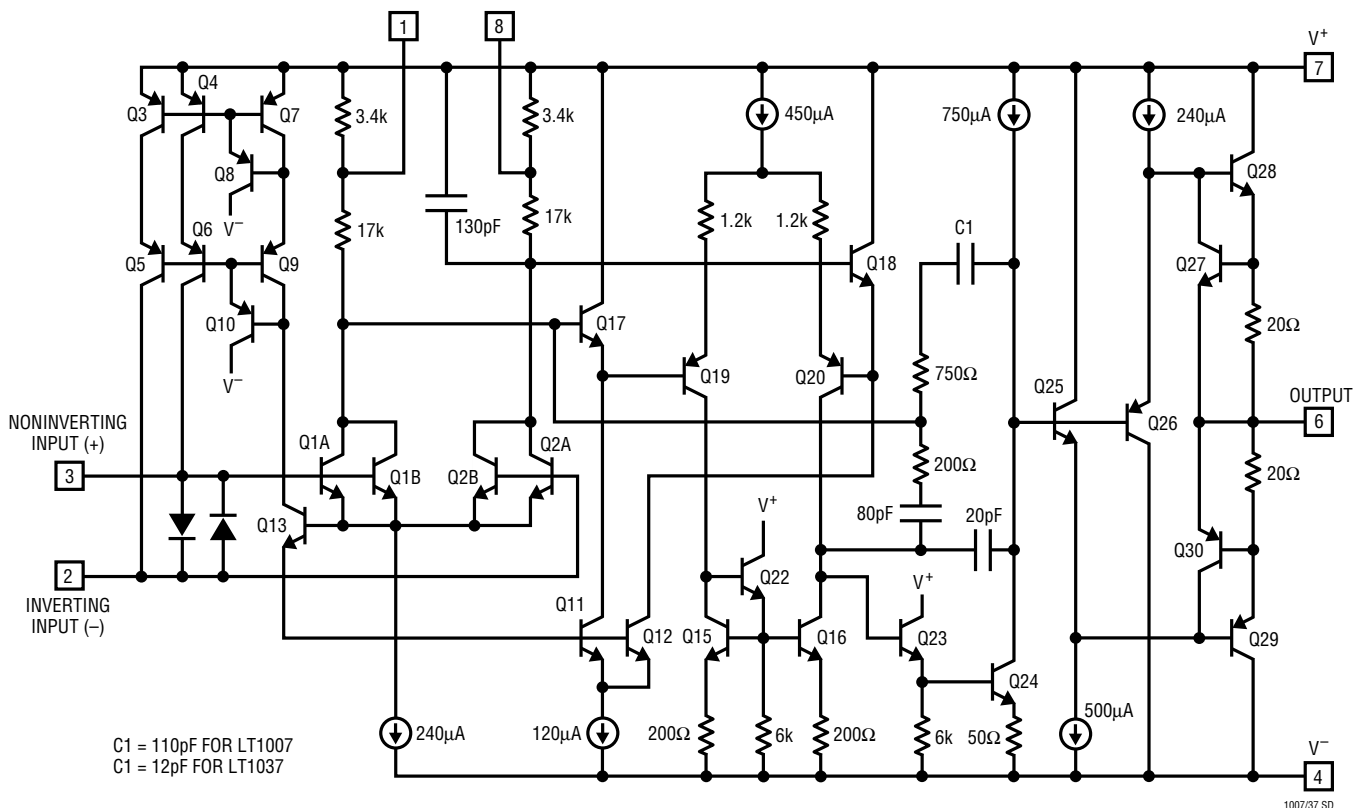 1
8
V+
7
Q4
Q3
Q7
3.4k
3.4k
450μA
750μA
240μA
Q8
Q28
V–
130pF
17k
17k
1.2k
1.2k
C1
Q6
Q5
Q9
Q18
Q27
Q10
Q17
20Ω
V–
Q19
Q20
750Ω
Q25
Q26
OUTPUT
6
NONINVERTING
INPUT (+)
3
Q1A
Q1B
Q2B
Q2A
200Ω
20Ω
Q13
V+
80pF
20pF
Q30
2
INVERTING
INPUT (–)
Q22
V+
Q11
Q12
Q15
Q16
Q23
Q29
Q24
240μA
120μA
200Ω
6k
200Ω
6k
50Ω
500μA
V–
4
C1 = 110pF FOR LT1007
C1 = 12pF FOR LT1037
1007/37 SD